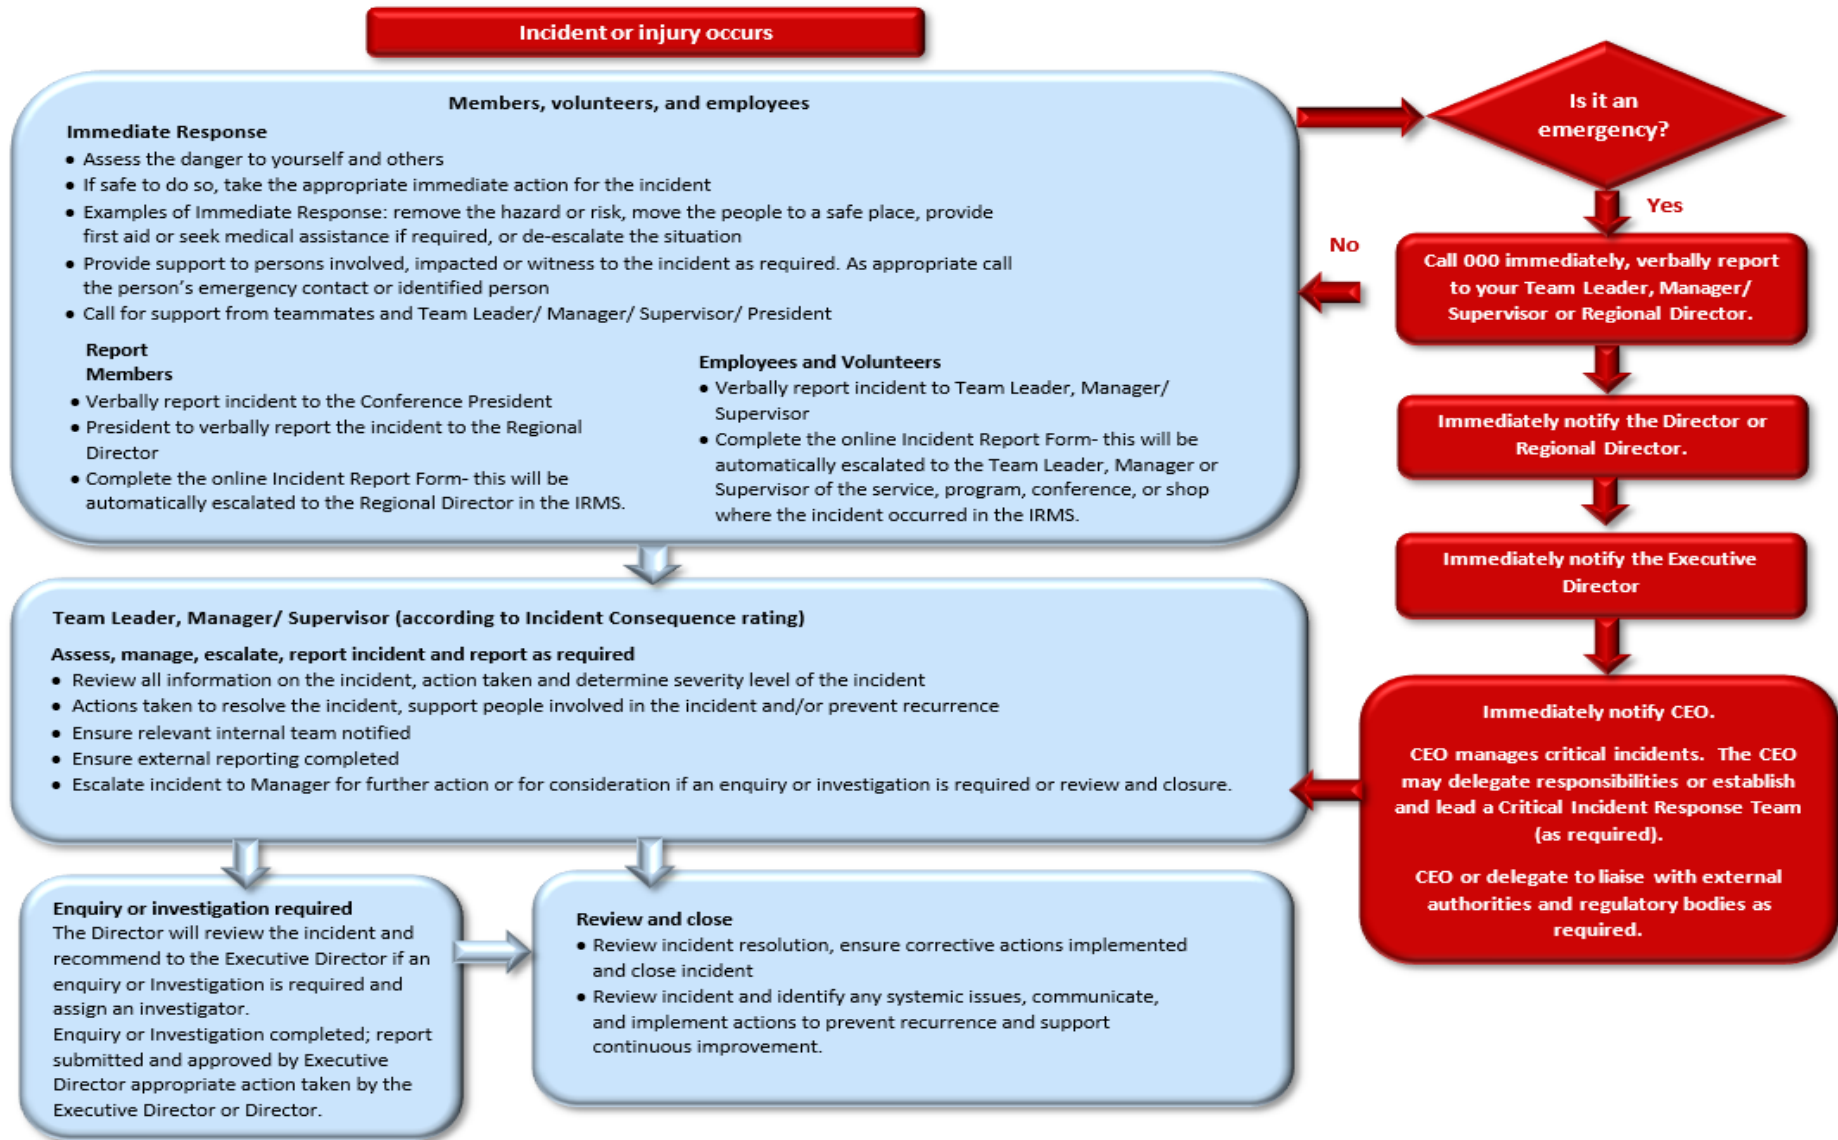 Incident or injury occurs
Members, volunteers, and employees
Immediate Response
• Assess the danger to yourself and others
• If safe to do so, take the appropriate immediate action for the incident
• Examples of Immediate Response: remove the hazard or risk, move the people to a safe place, provide
first aid or seek medical assistance if required, or de-escalate the situation
• Provide support to persons involved, impacted or witness to the incident as required. As appropriate call
the person's emergency contact or identified person
• Call for support from teammates and Team Leader/ Manager/ Supervisor/ President
Report
Members
• Verbally report incident to the Conference President
• President to verbally report the incident to the Regional
Director
• Complete the online Incident Report Form- this will be
automatically escalated to the Regional Director in the IRMS.
Employees and Volunteers
• Verbally report incident to Team Leader, Manager/
Supervisor
• Complete the online Incident Report Form- this will be
automatically escalated to the Team Leader, Manager or
Supervisor of the service, program, conference, or shop
where the incident occurred in the IRMS.
Is it an
emergency?
Yes
No
Call 000 immediately, verbally report
to your Team Leader, Manager/
Supervisor or Regional Director.
Immediately notify the Director or
Regional Director.
Immediately notify the Executive
Director
Immediately notify CEO.
CEO manages critical incidents. The CEO
may delegate responsibilities or establish
and lead a Critical Incident Response Team
(as required).
CEO or delegate to liaise with external
authorities and regulatory bodies as
required.
Team Leader, Manager/ Supervisor (according to Incident Consequence rating)
Assess, manage, escalate, report incident and report as required
• Review all information on the incident, action taken and determine severity level of the incident
• Actions taken to resolve the incident, support people involved in the incident and/or prevent recurrence
• Ensure relevant internal team notified
• Ensure external reporting completed
• Escalate incident to Manager for further action or for consideration if an enquiry or investigation is required or review and closure.
Enquiry or investigation required
The Director will review the incident and
recommend to the Executive Director if an
enquiry or Investigation is required and
assign an investigator.
Enquiry or Investigation completed; report
submitted and approved by Executive
Director appropriate action taken by the
Executive Director or Director.
Review and close
• Review incident resolution, ensure corrective actions implemented
and close incident
• Review incident and identify any systemic issues, communicate,
and implement actions to prevent recurrence and support
continuous improvement.